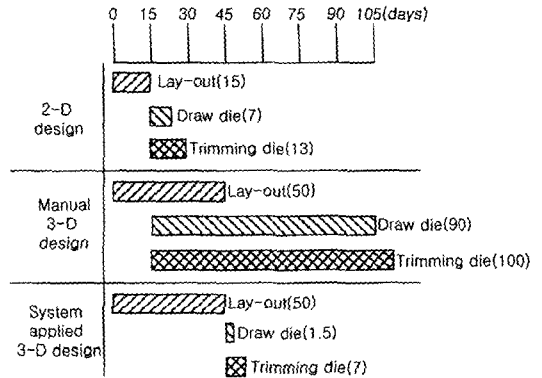 0 15 30 45 60 75 90 105(days)
Lay-out(15)
2-D
design
Draw die(7)
Trimming die(13)
Lay-out(50)
Manual
3-D
design
Draw die(90)
Trimming die(100)
Lay-out(50)
System
applied
3-D design
Draw die(1.5)
Trimming die(7)